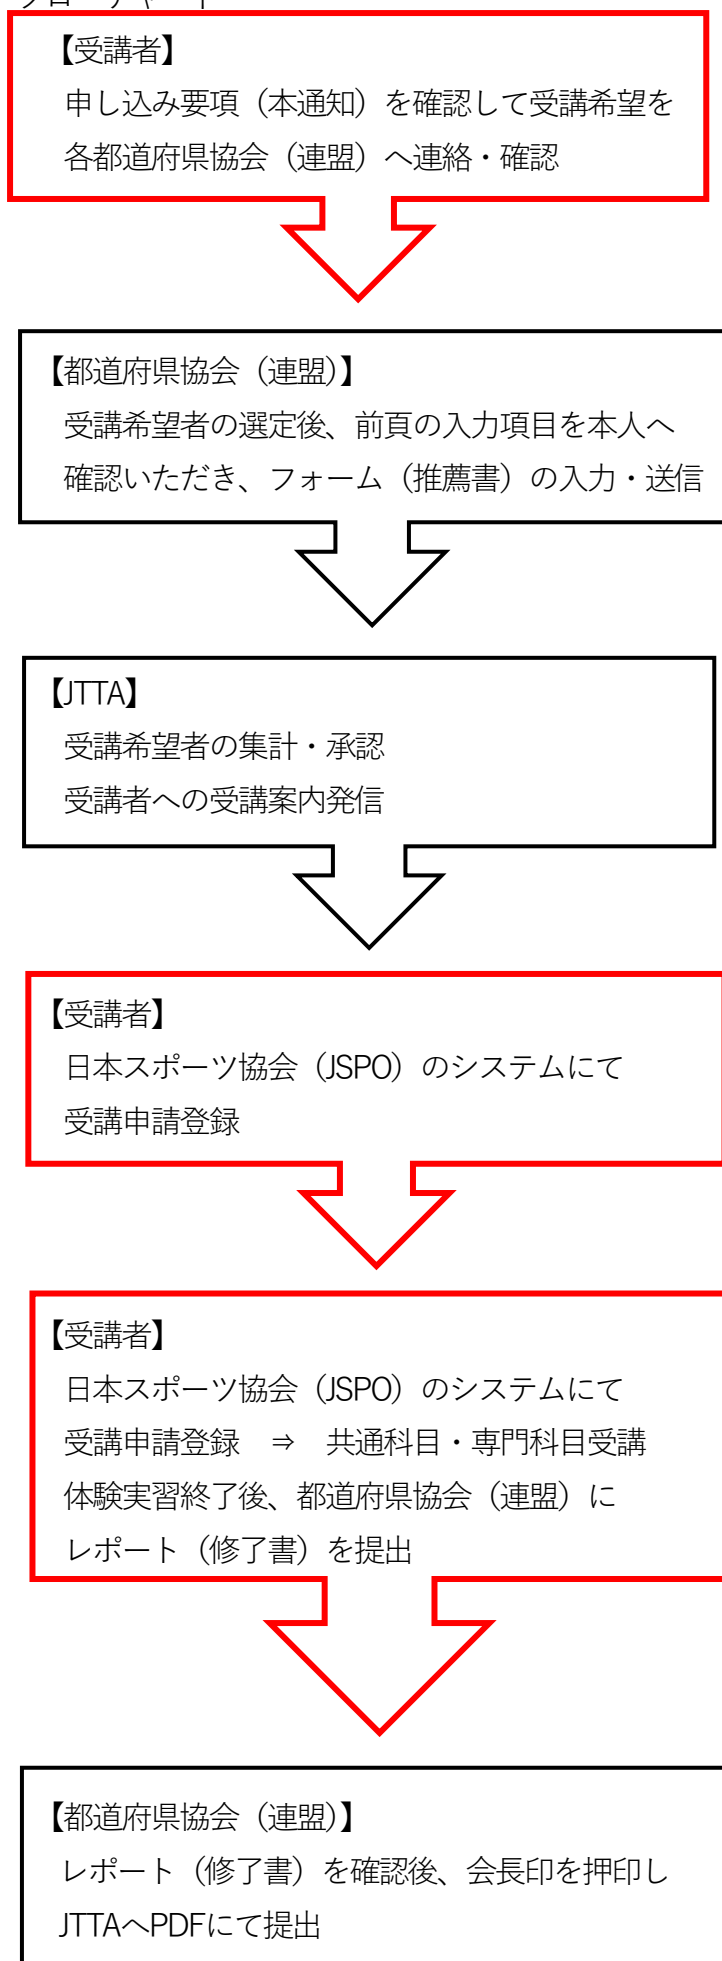 【受講者】
申し込み要項（本通知）を確認して受講希望を
各都道府県協会（連盟）へ連絡・確認
【都道府県協会（連盟）】
受講希望者の選定後、前頁の入力項目を本人へ
確認いただき、フォーム（推薦書）の入力・送信
【JTTA】
受講希望者の集計・承認
受講者への受講案内発信
【受講者】
日本スポーツ協会（JSPO）のシステムにて
受講申請登録
【受講者】
日本スポーツ協会（JSPO）のシステムにて
受講申請登録　⇒　共通科目・専門科目受講
体験実習終了後、都道府県協会（連盟）に
レポート（修了書）を提出
【都道府県協会（連盟）】
レポート（修了書）を確認後、会長印を押印し
JTTAへPDFにて提出